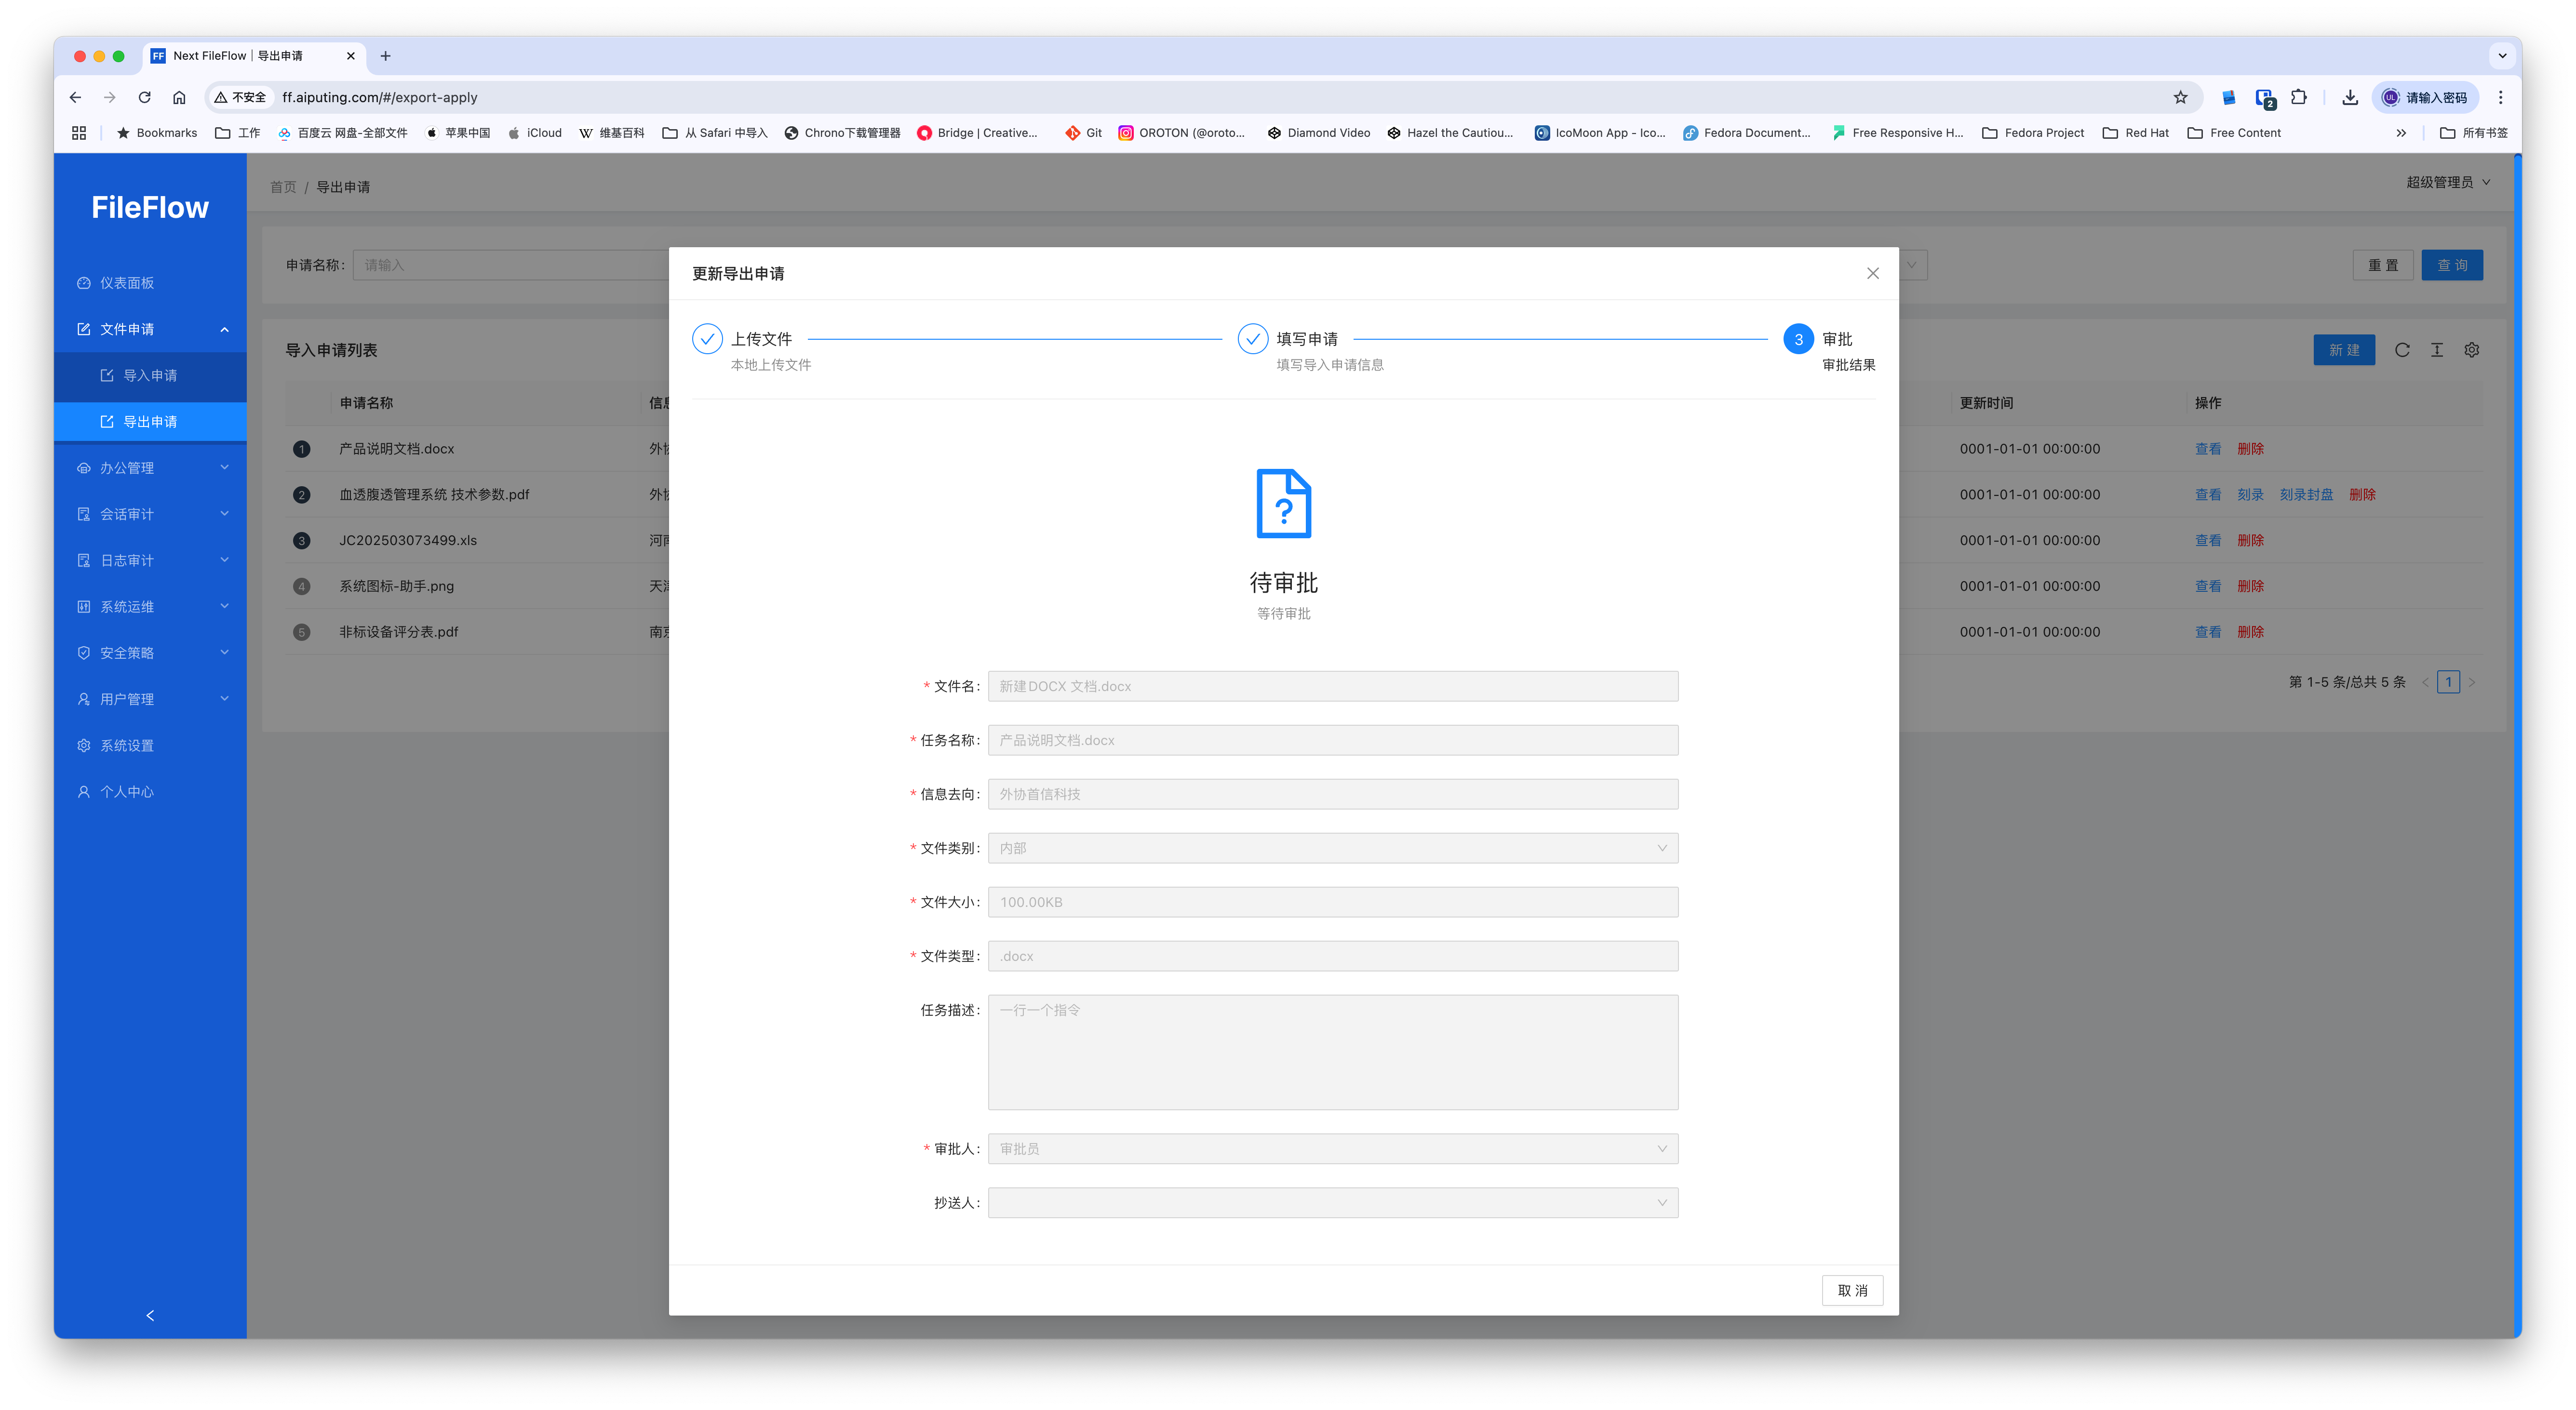 FF Next FileFlow | 导出申请
不安全 ff.aiputing.com/#/export-apply 2 UL 请输入密码
Bookmarks 工作 百度云 网盘-全部文件 苹果中国 iCloud W 维基百科 从 Safari 中导入 Chrono下载管理器 Bridge | Creative... Git OROTON (@oroto... Diamond Video Hazel the Cautiou... IcoMoon App - Ico... Fedora Document... Free Responsive H... Fedora Project Red Hat Free Content 所有书签
FileFlow
仪表面板
文件申请
导入申请
导出申请
办公管理
会话审计
日志审计
系统运维
安全策略
用户管理
系统设置
个人中心
首页 / 导出申请
超级管理员
申请名称: 请输入
重 置 查 询
导入申请列表
新 建
申请名称 更新时间 操作
1 产品说明文档.docx 0001-01-01 00:00:00 查看 删除
2 血透腹透管理系统 技术参数.pdf 0001-01-01 00:00:00 查看 刻录 刻录封盘 删除
3 JC202503073499.xls 0001-01-01 00:00:00 查看 删除
4 系统图标-助手.png 0001-01-01 00:00:00 查看 删除
5 非标设备评分表.pdf 0001-01-01 00:00:00 查看 删除
第 1-5 条/总共 5 条 < 1 >
更新导出申请
上传文件
本地上传文件
填写申请
填写导入申请信息
3 审批
审批结果
?
待审批
等待审批
* 文件名: 新建DOCX 文档.docx
* 任务名称: 产品说明文档.docx
* 信息去向: 外协首信科技
* 文件类别: 内部
* 文件大小: 100.00KB
* 文件类型: .docx
任务描述: 一行一个指令
* 审批人: 审批员
抄送人:
取 消